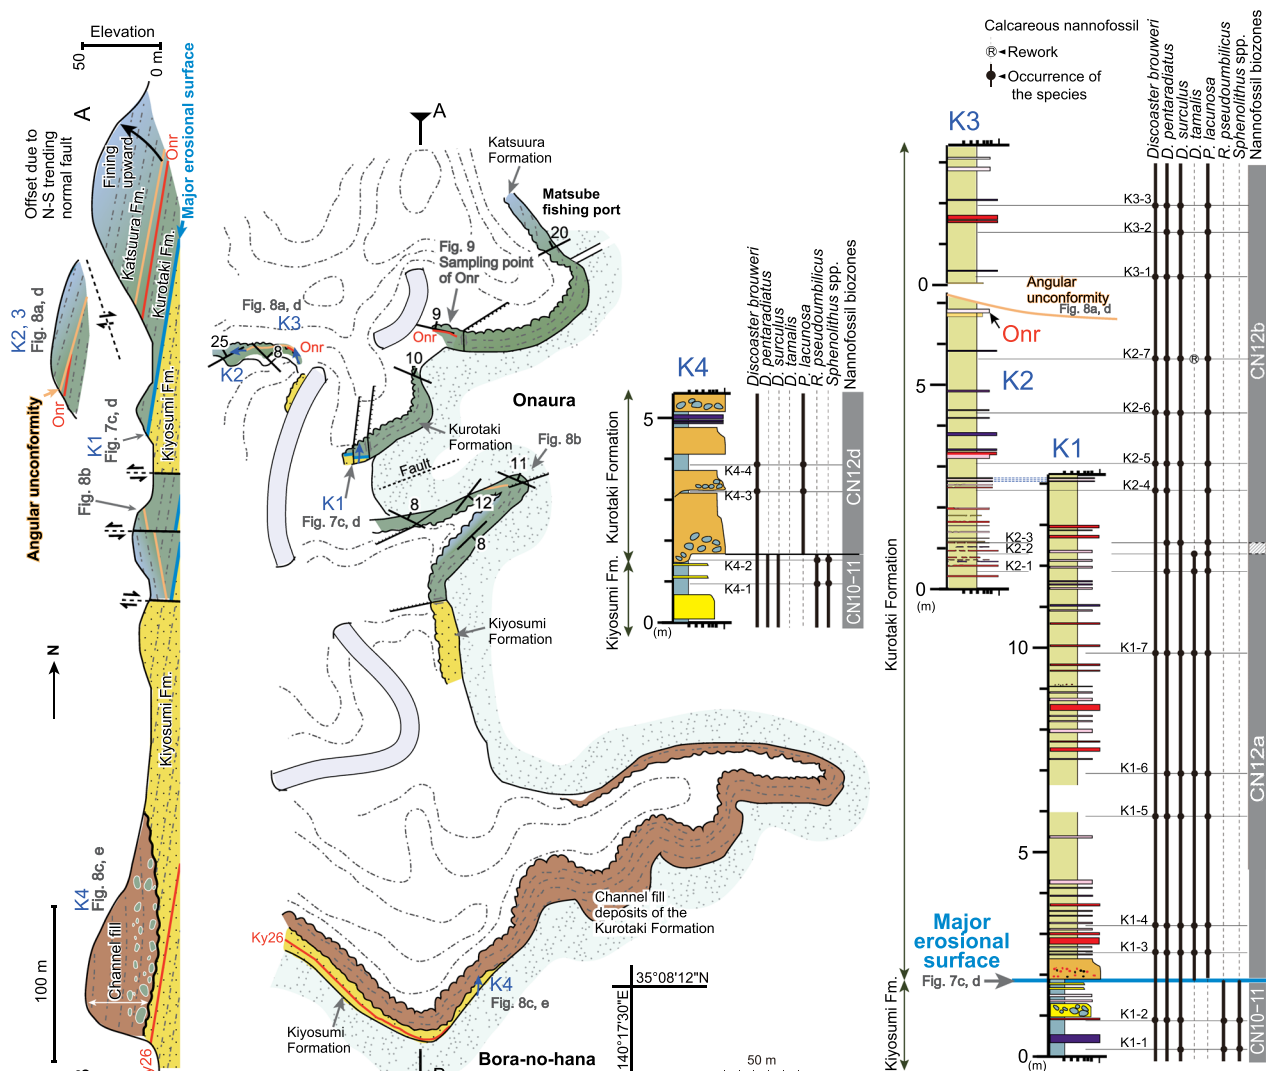 Elevation
50
0 m
Major erosional surface
A
Offset due to
N-S trending
normal fault
Fining
upward
Onr
Katsuura Fm.
Kurotaki Fm.
K2, 3
Fig. 8a, d
Onr
Angular unconformity
K1
Fig. 7c, d
Fig. 8b
Kiyosumi Fm.
N
Kiyosumi Fm.
K4
Fig. 8c, e
Channel fill
100 m
y26
A
Katsuura
Formation
Matsube
fishing port
20
Fig. 9
Sampling point
of Onr
9
Onr
Fig. 8a, d
K3
25
8
Onr
K2
10
Onaura
Kurotaki
Formation
Fig. 8b
Fault
11
K1
Fig. 7c, d
8
12
8
Kiyosumi
Formation
Channel fill
deposits of the
Kurotaki Formation
Ky26
K4
Fig. 8c, e
Kiyosumi
Formation
Bora-no-hana
35°08'12"N
140°17'30"E
50 m
K4
Discoaster brouweri
D. pentaradiatus
D. surculus
D. tamalis
P. lacunosa
R. pseudoumbilicus
Sphenolithus spp.
Nannofossil biozones
5
0
(m)
Kurotaki Formation
Kiyosumi Fm.
K4-4
K4-3
K4-2
K4-1
CN12d
CN10-11
Calcareous nannofossil
R Rework
Occurrence of
the species
Discoaster brouweri
D. pentaradiatus
D. surculus
D. tamalis
P. lacunosa
R. pseudoumbilicus
Sphenolithus spp.
Nannofossil biozones
K3
K3-3
K3-2
K3-1
0
Angular
unconformity
Fig. 8a, d
Onr
K2
K2-7
R
5
K2-6
K2-5
K2-4
K2-3
K2-2
K2-1
0
(m)
K1
10
K1-7
K1-6
K1-5
5
K1-4
K1-3
K1-2
K1-1
0
(m)
Kurotaki Formation
Kiyosumi Fm.
Major
erosional
surface
Fig. 7c, d
CN12b
CN12a
CN10-11